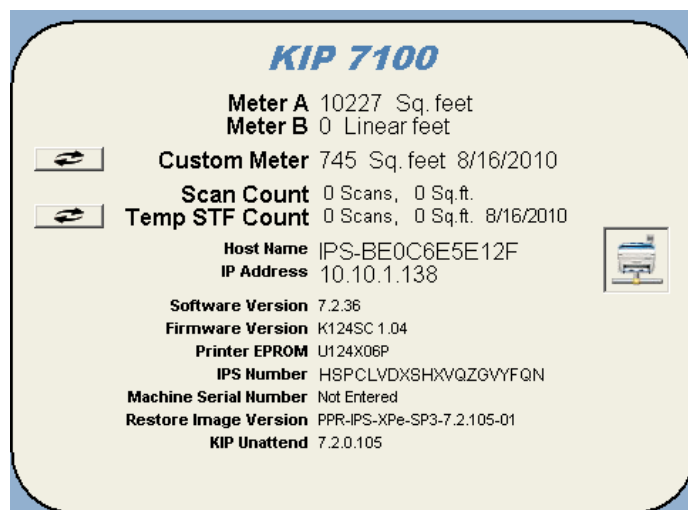 KIP 7100
Meter A 10227 Sq. feet
Meter B 0 Linear feet
Custom Meter 745 Sq. feet 8/16/2010
Scan Count 0 Scans, 0 Sq.ft.
Temp STF Count 0 Scans, 0 Sq.ft. 8/16/2010
Host Name IPS-BE0C6E5E12F
IP Address 10.10.1.138
Software Version 7.2.36
Firmware Version K124SC 1.04
Printer EPROM U124X06P
IPS Number HSPCLVDXSHXVQZGVYFQN
Machine Serial Number Not Entered
Restore Image Version PPR-IPS-XPe-SP3-7.2.105-01
KIP Unattend 7.2.0.105